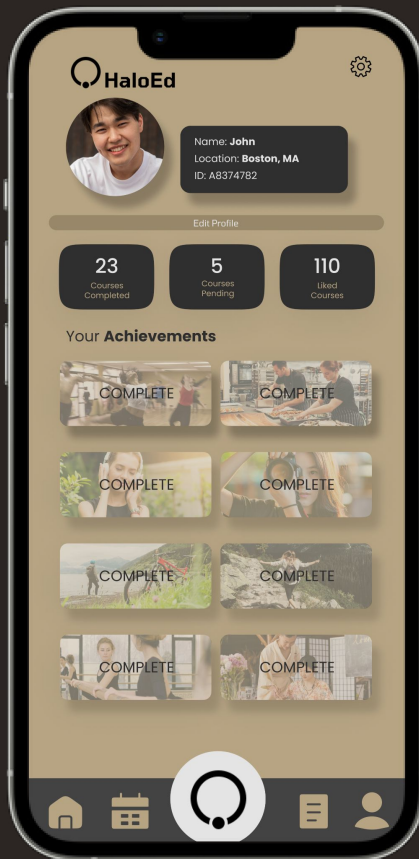 HaloEd
Name: John
Location: Boston, MA
ID: A8374782
Edit Profile
23
Courses
Completed
5
Courses
Pending
110
Liked
Courses
Your Achievements
COMPLETE
COMPLETE
COMPLETE
COMPLETE
COMPLETE
COMPLETE
COMPLETE
COMPLETE